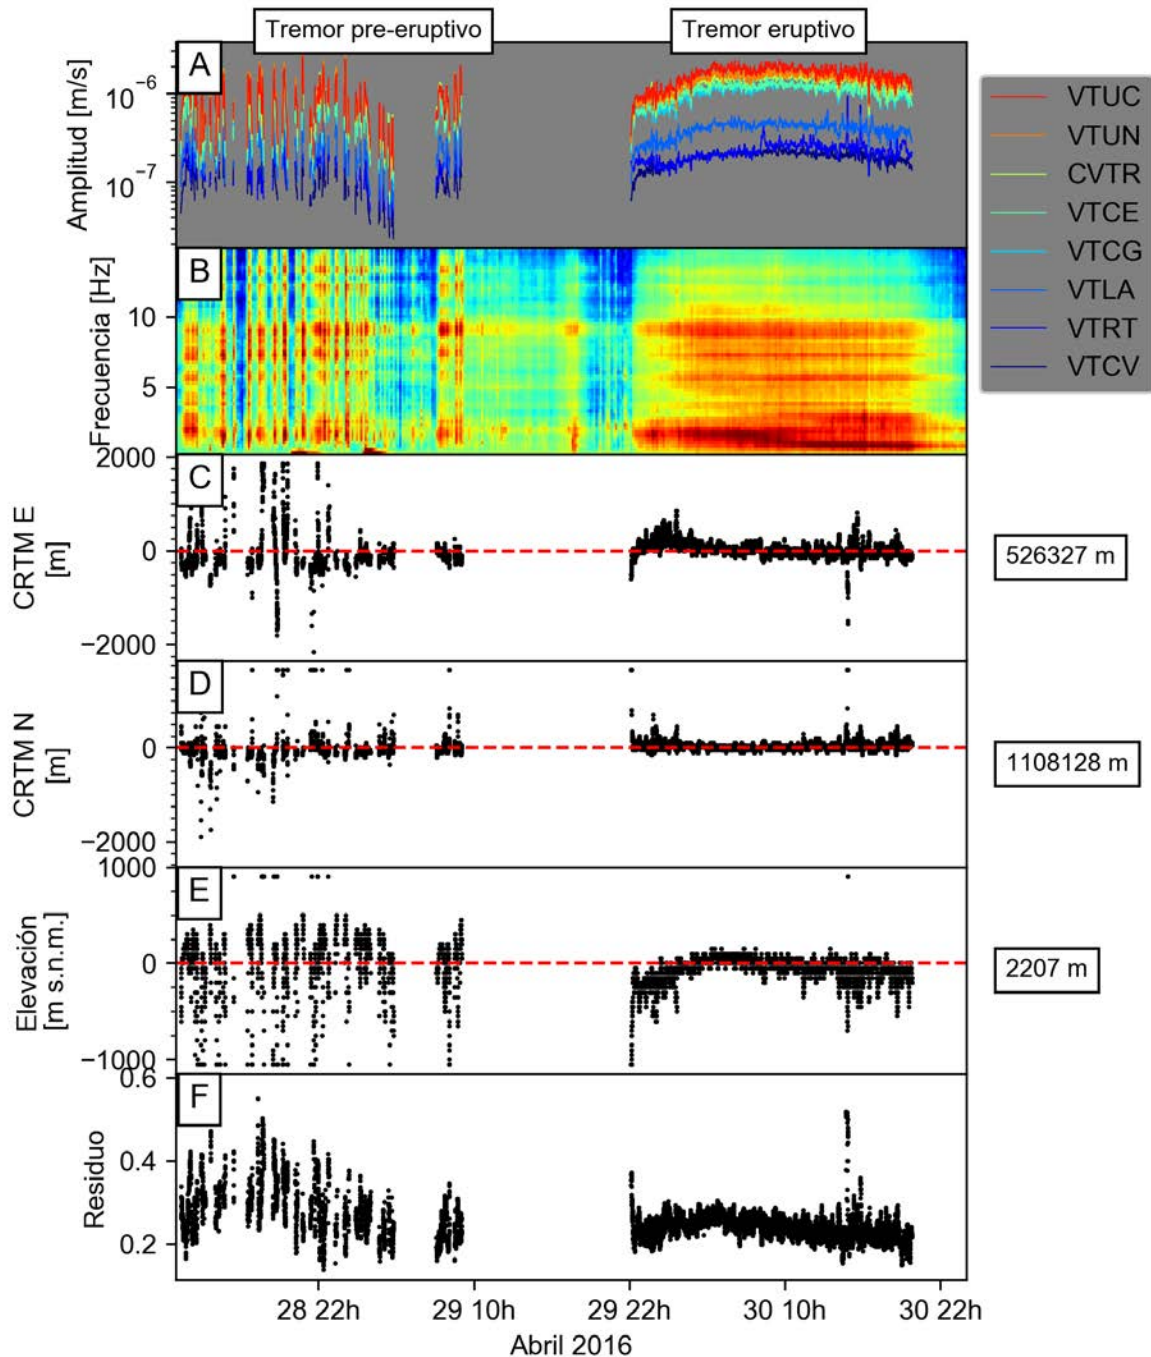 Tremor pre-eruptivo
Tremor eruptivo
A
Amplitud [m/s]
10⁻⁶
10⁻⁷
VTUC
VTUN
CVTR
VTCE
VTCG
VTLA
VTRT
VTCV
B
Frecuencia [Hz]
10
5
C
CRTM E
[m]
2000
0
−2000
526327 m
D
CRTM N
[m]
0
−2000
1108128 m
E
Elevación
[m s.n.m.]
1000
0
−1000
2207 m
F
Residuo
0.6
0.4
0.2
28 22h
29 10h
29 22h
30 10h
30 22h
Abril 2016